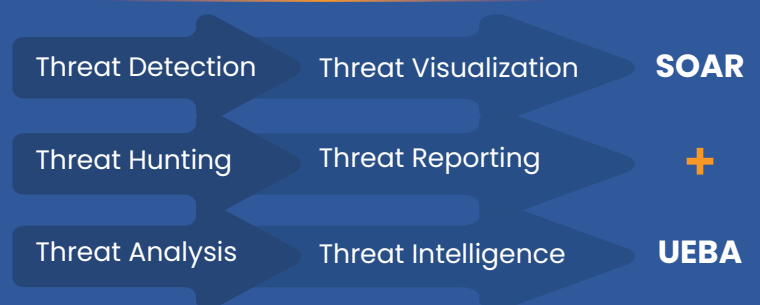 Threat Detection Threat Visualization SOAR
Threat Hunting Threat Reporting +
Threat Analysis Threat Intelligence UEBA